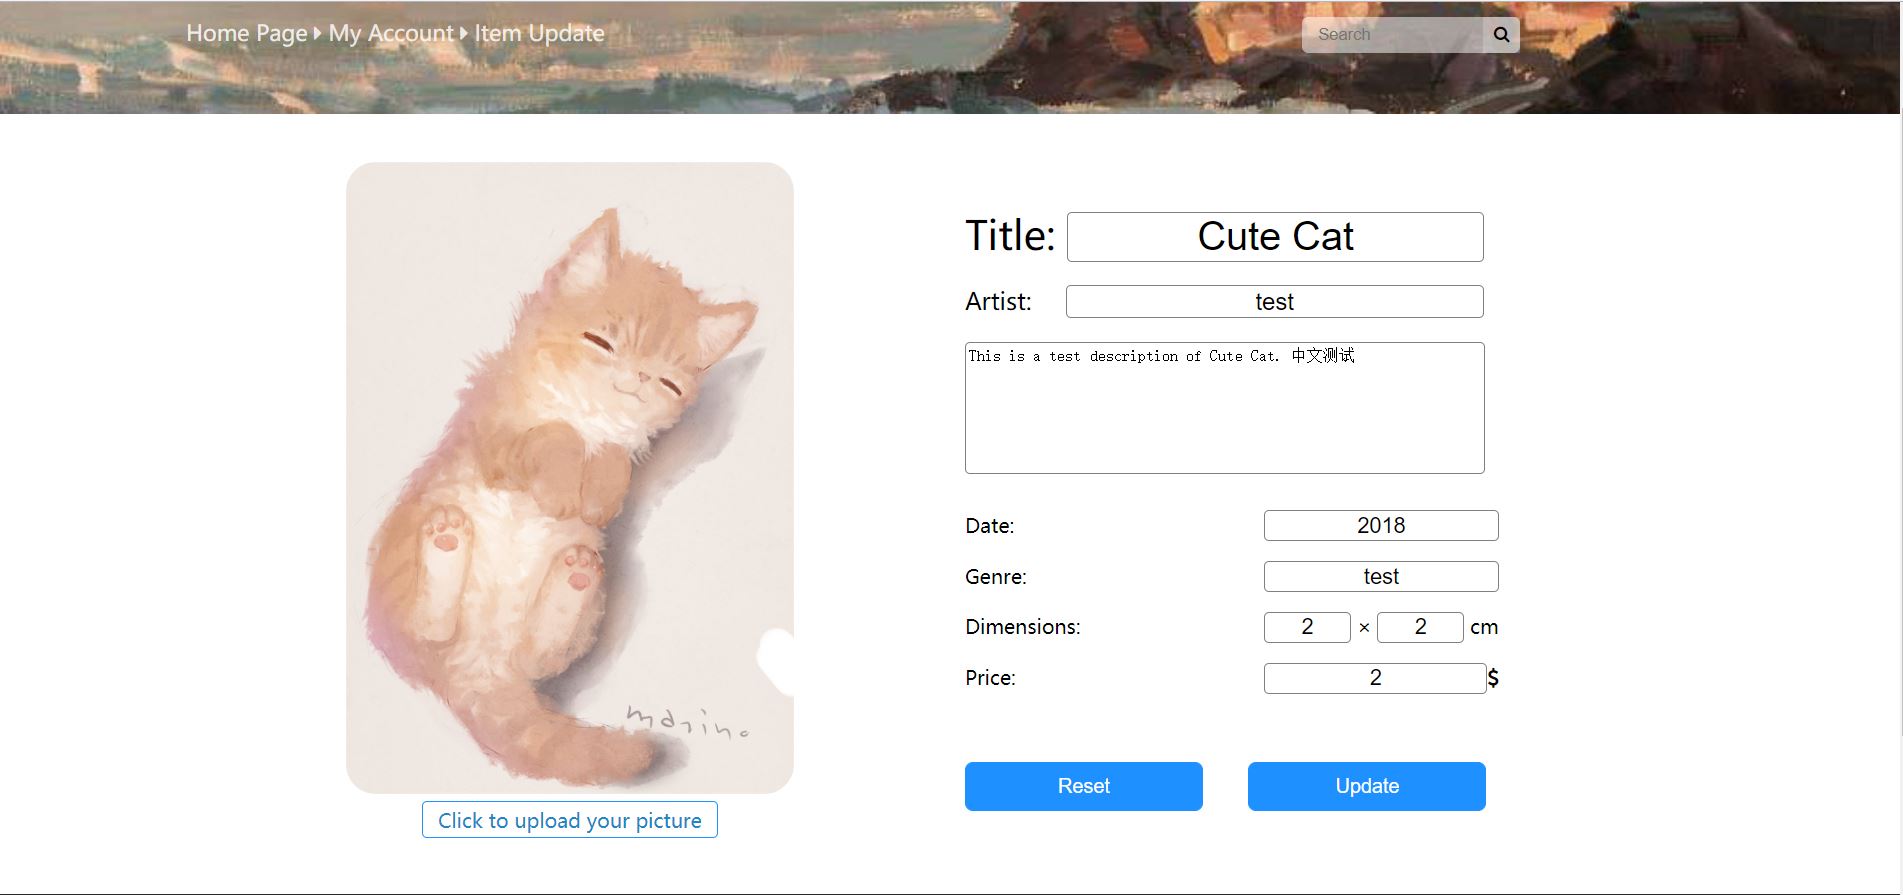 Home Page My Account Item Update
Search
Title: Cute Cat
Artist: test
This is a test description of Cute Cat. 中文测试
Date: 2018
Genre: test
Dimensions: 2 × 2 cm
Price: 2 $
marino
Click to upload your picture
Reset Update